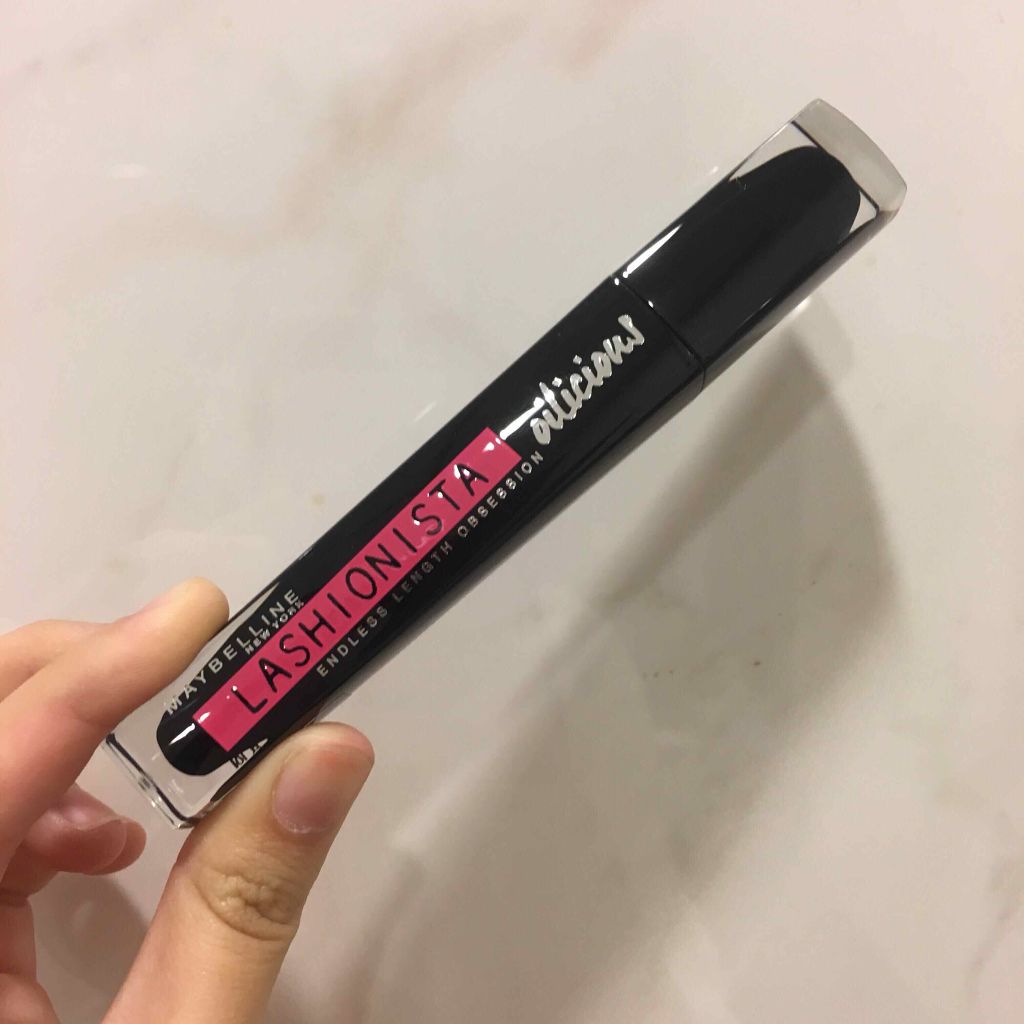 MAYBELLINE
NEW YORK
LASHIONISTA
oilicious
ENDLESS LENGTH OBSESSION